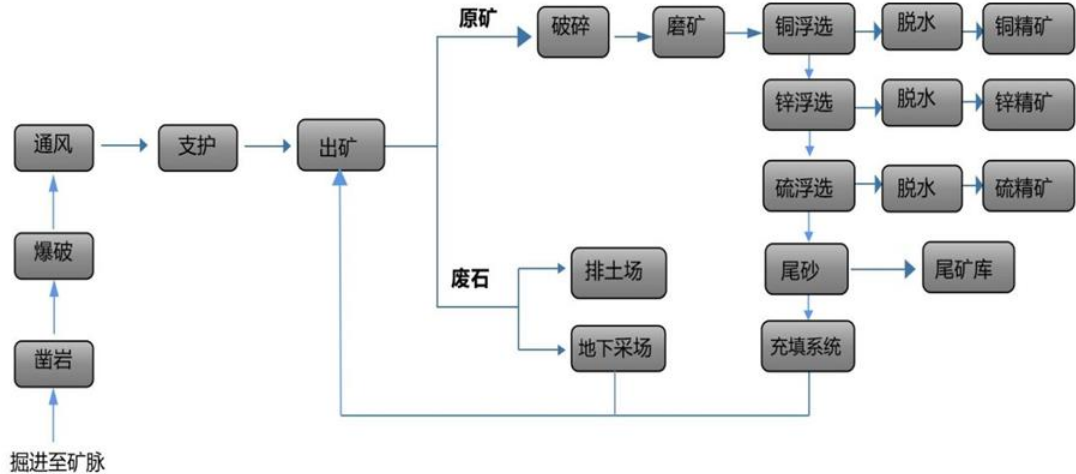 原矿
破碎
磨矿
铜浮选
脱水
铜精矿
锌浮选
脱水
锌精矿
通风
支护
出矿
硫浮选
脱水
硫精矿
爆破
废石
排土场
尾砂
尾矿库
凿岩
地下采场
充填系统
掘进至矿脉